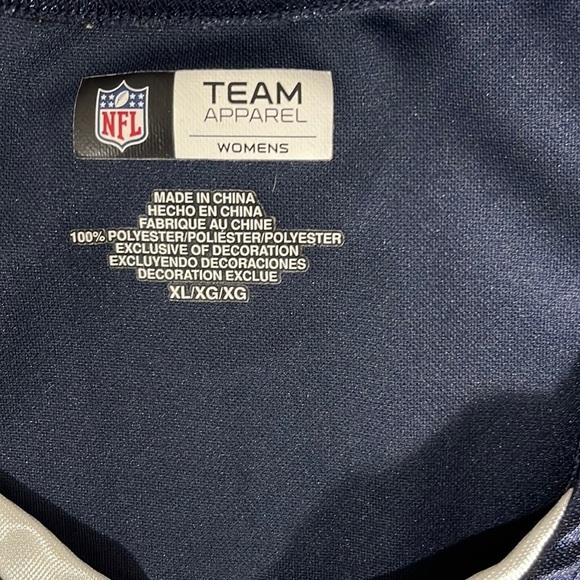 NFL
TEAM
APPAREL
WOMENS
MADE IN CHINA
HECHO EN CHINA
FABRIQUE AU CHINE
100% POLYESTER/POLIÉSTER/POLYESTER
EXCLUSIVE OF DECORATION
EXCLUYENDO DECORACIONES
DECORATION EXCLUE
XL/XG/XG